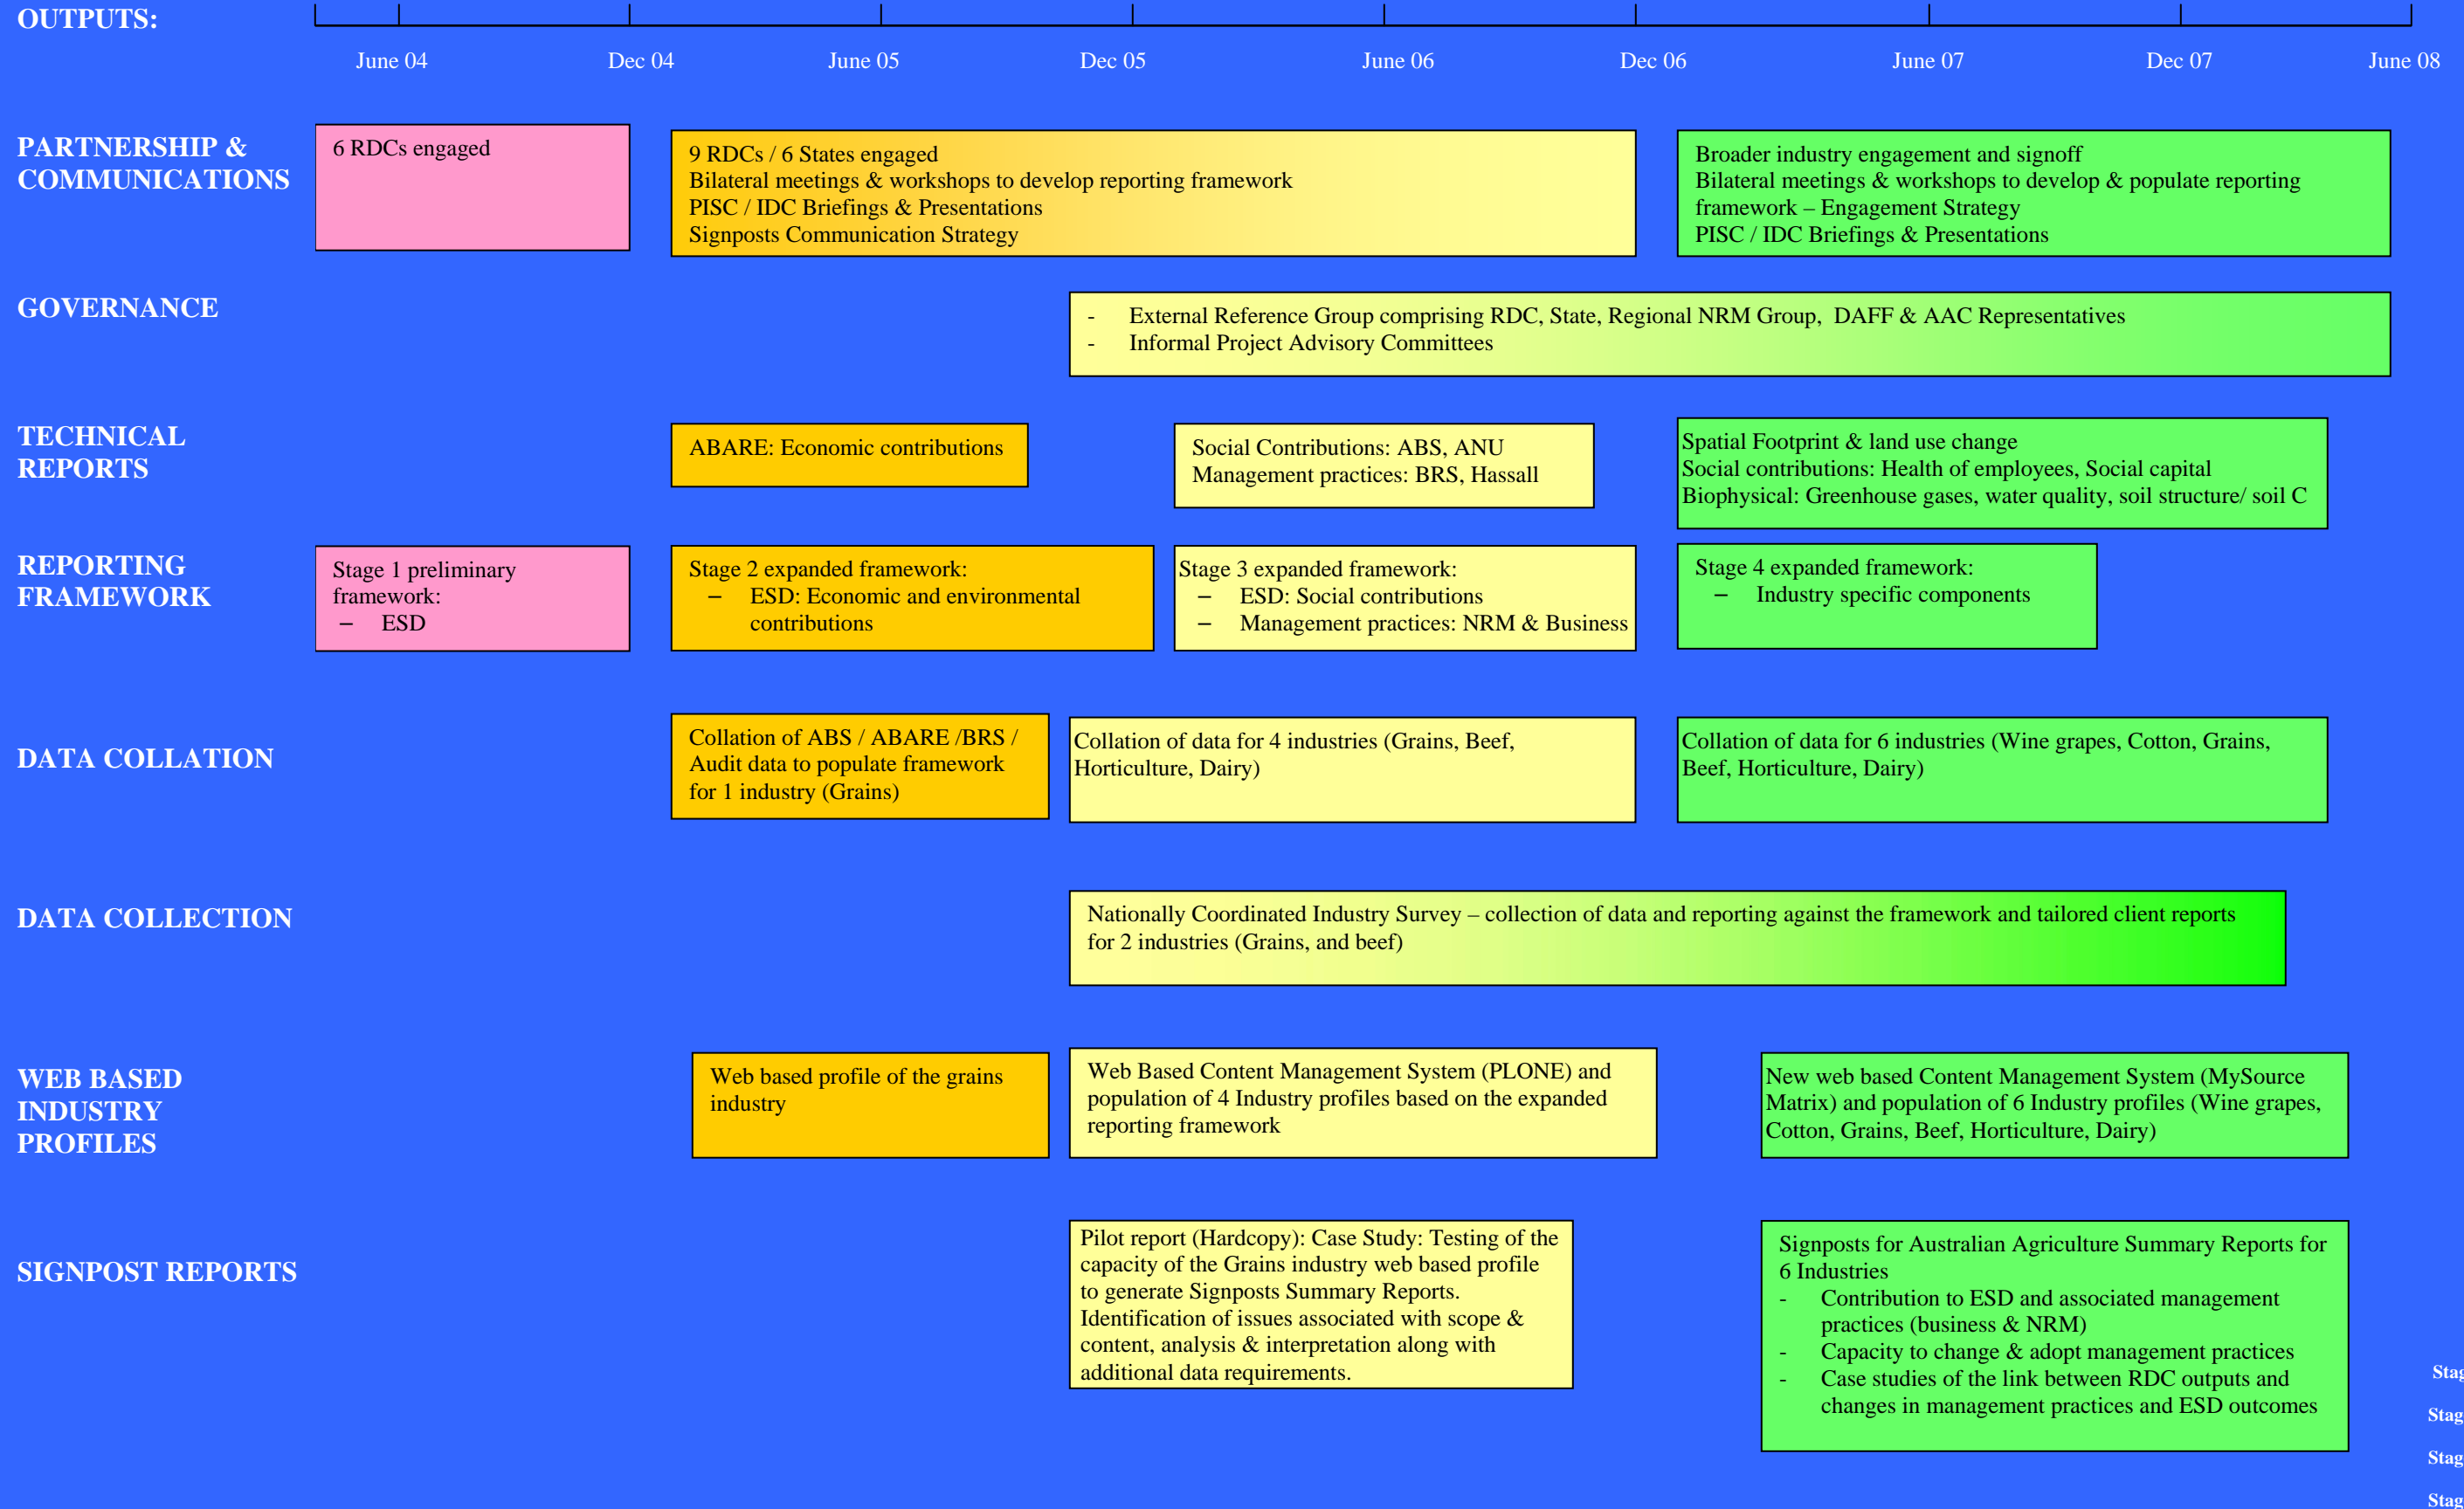 OUTPUTS:
June 04
Dec 04
June 05
Dec 05
June 06
Dec 06
June 07
Dec 07
June 08
PARTNERSHIP &
COMMUNICATIONS
6 RDCs engaged
9 RDCs / 6 States engaged
Bilateral meetings & workshops to develop reporting framework
PISC / IDC Briefings & Presentations
Signposts Communication Strategy
Broader industry engagement and signoff
Bilateral meetings & workshops to develop & populate reporting
framework – Engagement Strategy
PISC / IDC Briefings & Presentations
GOVERNANCE
- External Reference Group comprising RDC, State, Regional NRM Group, DAFF & AAC Representatives
- Informal Project Advisory Committees
TECHNICAL
REPORTS
ABARE: Economic contributions
Social Contributions: ABS, ANU
Management practices: BRS, Hassall
Spatial Footprint & land use change
Social contributions: Health of employees, Social capital
Biophysical: Greenhouse gases, water quality, soil structure/ soil C
REPORTING
FRAMEWORK
Stage 1 preliminary
framework:
– ESD
Stage 2 expanded framework:
– ESD: Economic and environmental
contributions
Stage 3 expanded framework:
– ESD: Social contributions
– Management practices: NRM & Business
Stage 4 expanded framework:
– Industry specific components
DATA COLLATION
Collation of ABS / ABARE /BRS /
Audit data to populate framework
for 1 industry (Grains)
Collation of data for 4 industries (Grains, Beef,
Horticulture, Dairy)
Collation of data for 6 industries (Wine grapes, Cotton, Grains,
Beef, Horticulture, Dairy)
DATA COLLECTION
Nationally Coordinated Industry Survey – collection of data and reporting against the framework and tailored client reports
for 2 industries (Grains, and beef)
WEB BASED
INDUSTRY
PROFILES
Web based profile of the grains
industry
Web Based Content Management System (PLONE) and
population of 4 Industry profiles based on the expanded
reporting framework
New web based Content Management System (MySource
Matrix) and population of 6 Industry profiles (Wine grapes,
Cotton, Grains, Beef, Horticulture, Dairy)
SIGNPOST REPORTS
Pilot report (Hardcopy): Case Study: Testing of the
capacity of the Grains industry web based profile
to generate Signposts Summary Reports.
Identification of issues associated with scope &
content, analysis & interpretation along with
additional data requirements.
Signposts for Australian Agriculture Summary Reports for
6 Industries
- Contribution to ESD and associated management
practices (business & NRM)
- Capacity to change & adopt management practices
- Case studies of the link between RDC outputs and
changes in management practices and ESD outcomes